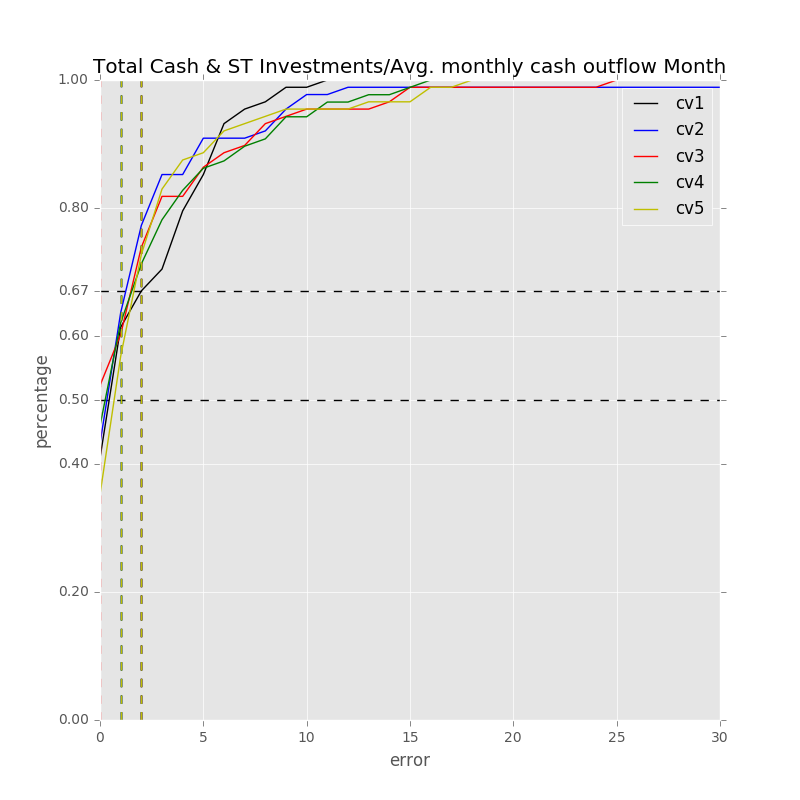 Total Cash & ST Investments/Avg. monthly cash outflow Month
1.00
0.80
0.67
0.60
0.50
0.40
0.20
0.00
percentage
cv1
cv2
cv3
cv4
cv5
0 5 10 15 20 25 30
error